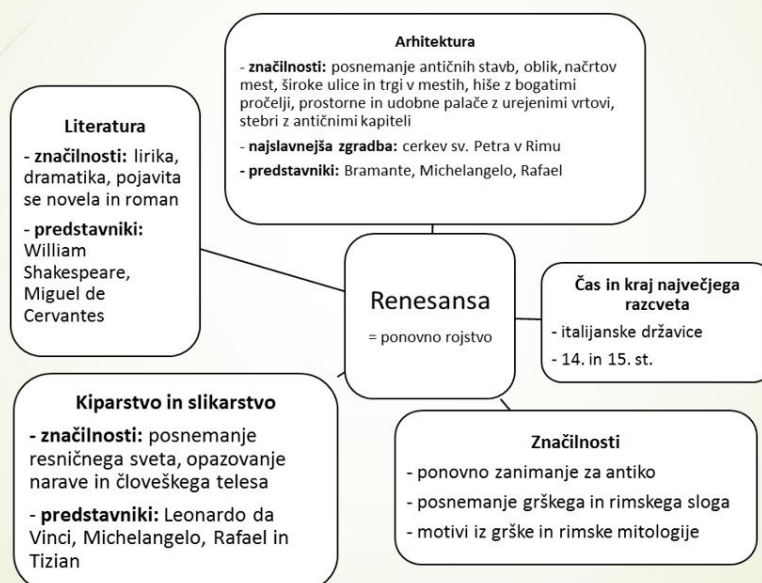 Arhitektura
- značilnosti: posnemanje antičnih stavb, oblik, načrtov
mest, široke ulice in trgi v mestih, hiše z bogatimi
pročelji, prostorne in udobne palače z urejenimi vrtovi,
stebri z antičnimi kapiteli
- najslavnejša zgradba: cerkev sv. Petra v Rimu
- predstavniki: Bramante, Michelangelo, Rafael
Literatura
- značilnosti: lirika,
dramatika, pojavita
se novela in roman
- predstavniki:
William
Shakespeare,
Miguel de
Cervantes
Renesansa
= ponovno rojstvo
Čas in kraj največjega
razcveta
- italijanske državice
- 14. in 15. st.
Kiparstvo in slikarstvo
- značilnosti: posnemanje
resničnega sveta, opazovanje
narave in človeškega telesa
- predstavniki: Leonardo da
Vinci, Michelangelo, Rafael in
Tizian
Značilnosti
- ponovno zanimanje za antiko
- posnemanje grškega in rimskega sloga
- motivi iz grške in rimske mitologije